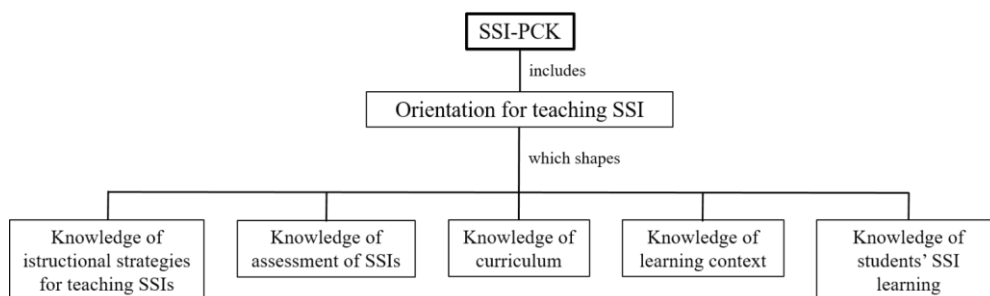 SSI-PCK
includes
Orientation for teaching SSI
which shapes
Knowledge of
istructional strategies
for teaching SSIs
Knowledge of
assessment of SSIs
Knowledge of
curriculum
Knowledge of
learning context
Knowledge of
students’ SSI
learning